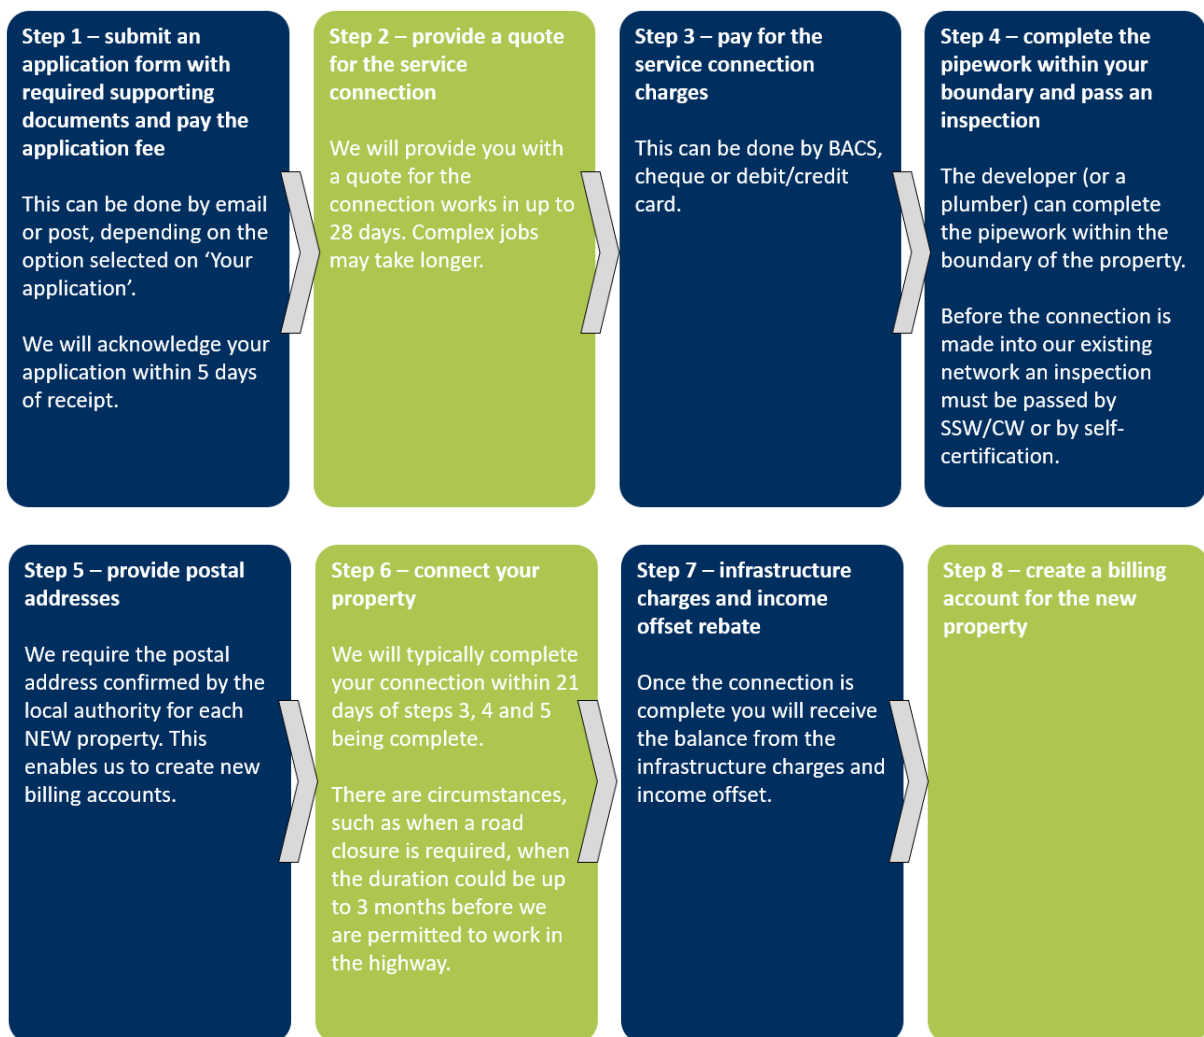 Step 1 – submit an
application form with
required supporting
documents and pay the
application fee
This can be done by email
or post, depending on the
option selected on ‘Your
application’.
We will acknowledge your
application within 5 days
of receipt.
Step 2 – provide a quote
for the service
connection
We will provide you with
a quote for the
connection works in up to
28 days. Complex jobs
may take longer.
Step 3 – pay for the
service connection
charges
This can be done by BACS,
cheque or debit/credit
card.
Step 4 – complete the
pipework within your
boundary and pass an
inspection
The developer (or a
plumber) can complete
the pipework within the
boundary of the property.
Before the connection is
made into our existing
network an inspection
must be passed by
SSW/CW or by self-
certification.
Step 5 – provide postal
addresses
We require the postal
address confirmed by the
local authority for each
NEW property. This
enables us to create new
billing accounts.
Step 6 – connect your
property
We will typically complete
your connection within 21
days of steps 3, 4 and 5
being complete.
There are circumstances,
such as when a road
closure is required, when
the duration could be up
to 3 months before we
are permitted to work in
the highway.
Step 7 – infrastructure
charges and income
offset rebate
Once the connection is
complete you will receive
the balance from the
infrastructure charges and
income offset.
Step 8 – create a billing
account for the new
property